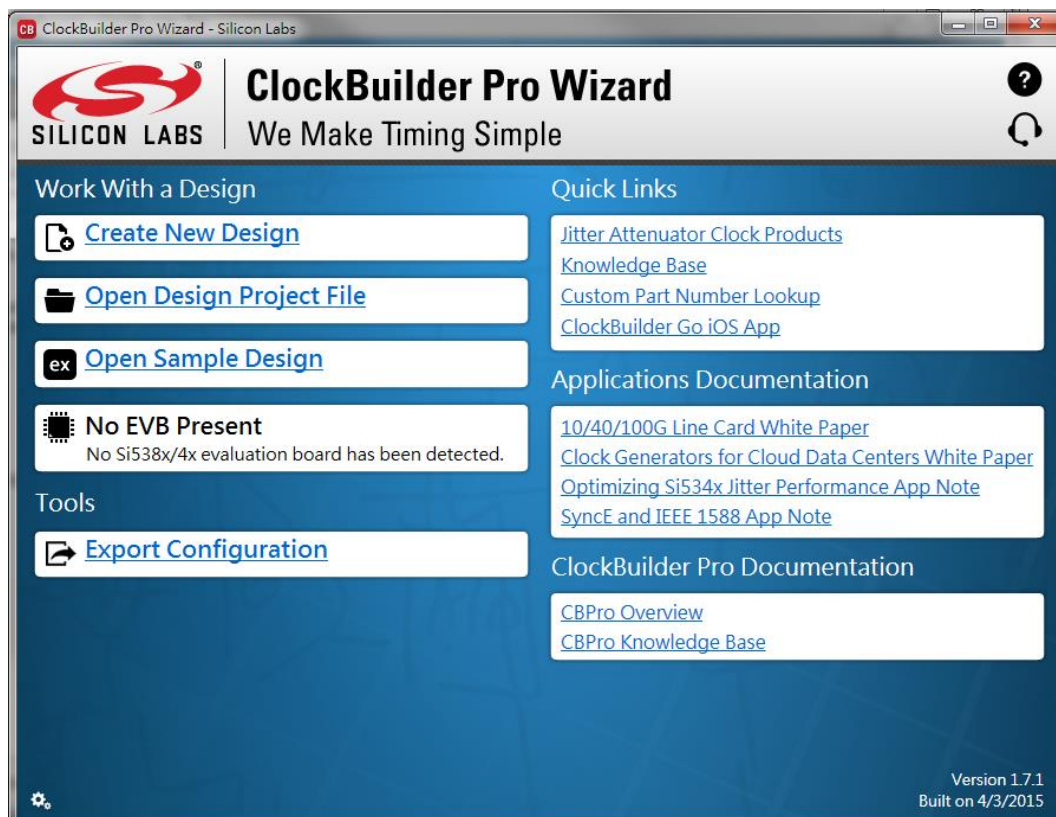 CB ClockBuilder Pro Wizard - Silicon Labs
SILICON LABS
®
ClockBuilder Pro Wizard
We Make Timing Simple
?
Work With a Design
Create New Design
Open Design Project File
ex Open Sample Design
No EVB Present
No Si538x/4x evaluation board has been detected.
Tools
Export Configuration
Quick Links
Jitter Attenuator Clock Products
Knowledge Base
Custom Part Number Lookup
ClockBuilder Go iOS App
Applications Documentation
10/40/100G Line Card White Paper
Clock Generators for Cloud Data Centers White Paper
Optimizing Si534x Jitter Performance App Note
SyncE and IEEE 1588 App Note
ClockBuilder Pro Documentation
CBPro Overview
CBPro Knowledge Base
Version 1.7.1
Built on 4/3/2015